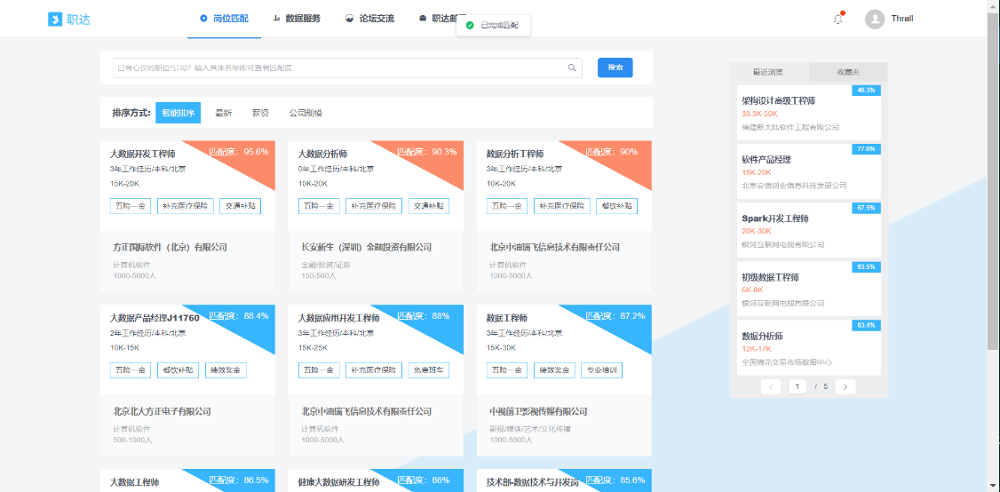 职达
岗位匹配
数据服务
论坛交流
职达邮
已完成匹配
Thrall
已有心仪的职位/公司? 输入具体名称即可查看匹配度
搜索
排序方式: 智能排序 最新 薪资 公司规模
大数据开发工程师
匹配度: 95.6%
3年工作经历/本科/北京
15K-20K
五险一金 补充医疗保险 交通补贴
方正国际软件（北京）有限公司
计算机软件
1000-5000人
大数据分析师
匹配度: 90.3%
0年工作经历/本科/北京
10K-20K
五险一金 补充医疗保险 交通补贴
长安新生（深圳）金融投资有限公司
金融/投资/证券
150-500人
数据分析工程师
匹配度: 90%
3年工作经历/本科/北京
10K-20K
五险一金 补充医疗保险 餐饮补贴
北京中油瑞飞信息技术有限责任公司
计算机软件
1000-5000人
大数据产品经理J11760
匹配度: 88.4%
2年工作经历/本科/北京
10K-15K
五险一金 餐饮补贴 绩效奖金
北京北大方正电子有限公司
计算机软件
500-1000人
大数据应用开发工程师
匹配度: 88%
3年工作经历/本科/北京
15K-25K
五险一金 补充医疗保险 免费班车
北京中油瑞飞信息技术有限责任公司
计算机软件
1000-5000人
数据工程师
匹配度: 87.2%
3年工作经历/本科/北京
15K-30K
五险一金 绩效奖金 专业培训
中视前卫影视传媒有限公司
影视/媒体/艺术/文化传播
1000-5000人
大数据工程师
匹配度: 86.5%
健康大数据研发工程师
匹配度: 86%
技术部-数据技术与开发岗
匹配度: 85.6%
最近浏览 收藏夹
46.3%
架构设计高级工程师
33.3K-50K
福建新大陆软件工程有限公司
77.6%
软件产品经理
15K-20K
北京安信创业信息科技发展公司
67.5%
Spark开发工程师
20K-30K
银河互联网电视有限公司
63.5%
初级数据工程师
6K-8K
银河互联网电视有限公司
83.4%
数据分析师
12K-17K
全国棉花交易市场数据中心
1 / 5